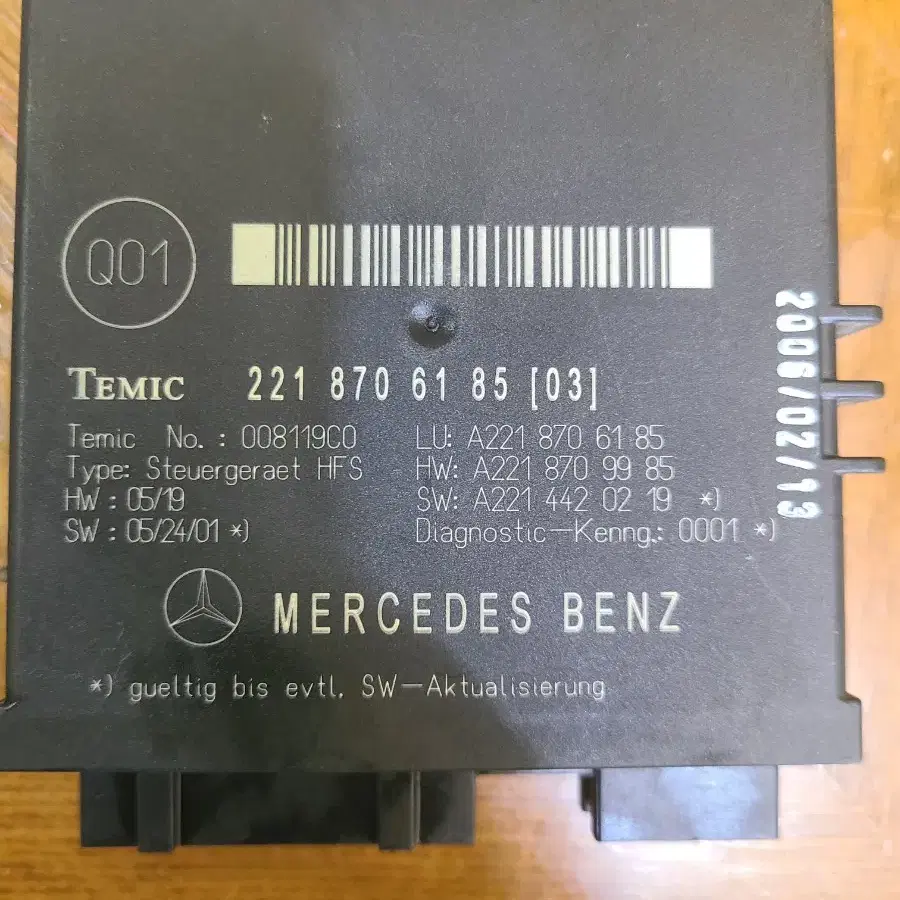 Q01
TEMIC 221 870 61 85 [03]
Temic No. : 008119C0 LU: A221 870 61 85
Type: Steuergeraet HFS HW: A221 870 99 85
HW : 05/19 SW: A221 442 02 19 *)
SW : 05/24/01 *) Diagnostic-Kenng.: 0001 *)
MERCEDES BENZ
*) gueltig bis evtl. SW-Aktualisierung
2006/02/13